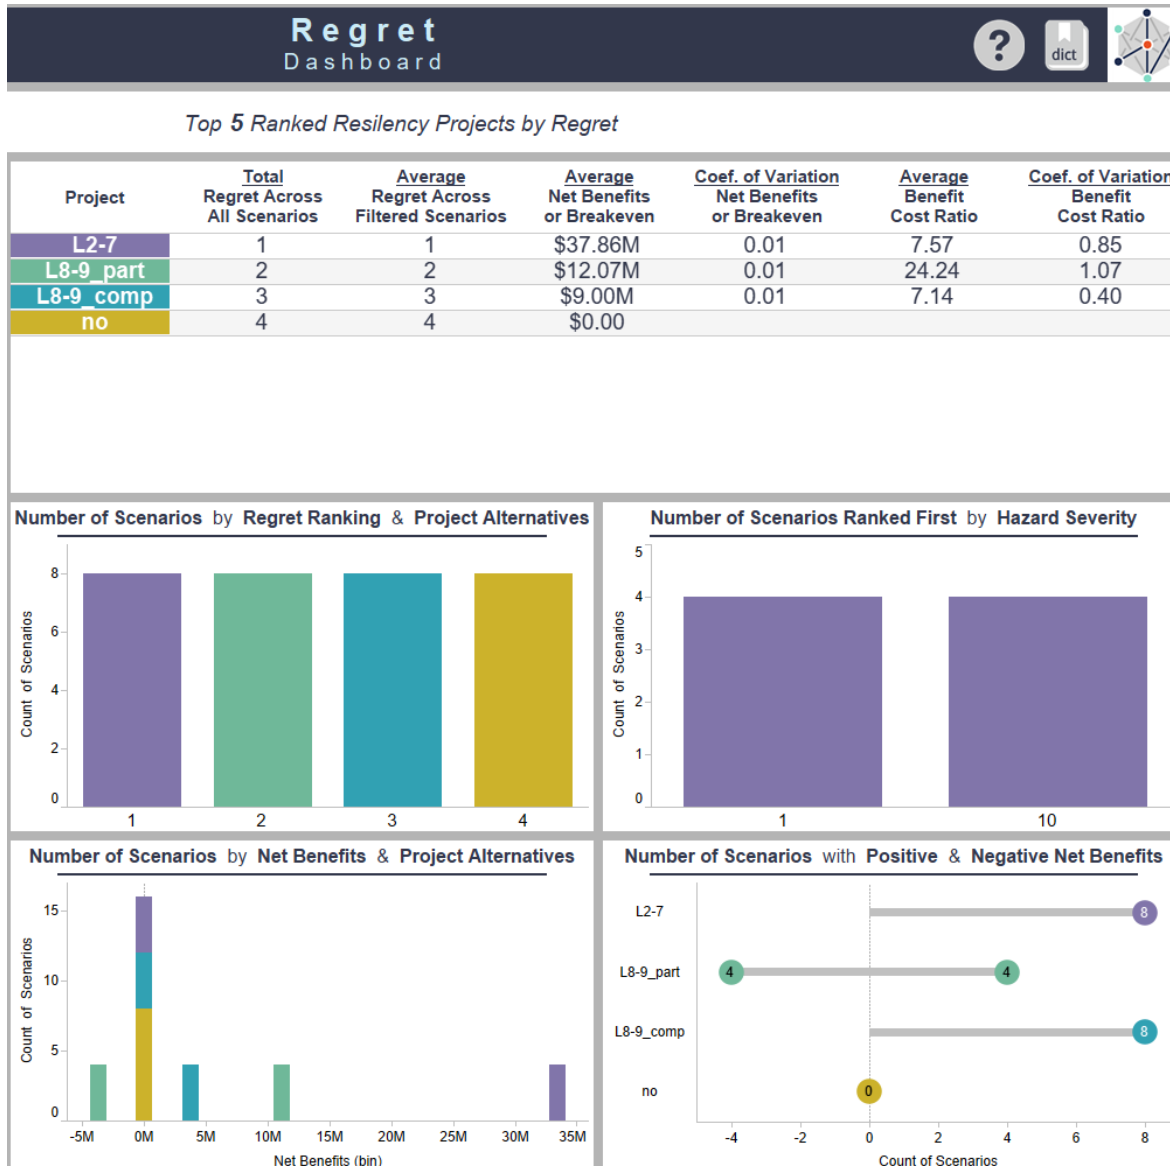 Regret
Dashboard
?
dict
Top 5 Ranked Resilency Projects by Regret
Project
Total
Regret Across
All Scenarios
Average
Regret Across
Filtered Scenarios
Average
Net Benefits
or Breakeven
Coef. of Variation
Net Benefits
or Breakeven
Average
Benefit
Cost Ratio
Coef. of Variation
Benefit
Cost Ratio
L2-7 1 1 $37.86M 0.01 7.57 0.85
L8-9_part 2 2 $12.07M 0.01 24.24 1.07
L8-9_comp 3 3 $9.00M 0.01 7.14 0.40
no 4 4 $0.00
Number of Scenarios by Regret Ranking & Project Alternatives
Count of Scenarios
8
6
4
2
0
1 2 3 4
Number of Scenarios Ranked First by Hazard Severity
Count of Scenarios
5
4
3
2
1
0
1 10
Number of Scenarios by Net Benefits & Project Alternatives
Count of Scenarios
15
10
5
0
-5M 0M 5M 10M 15M 20M 25M 30M 35M
Net Benefits (bin)
Number of Scenarios with Positive & Negative Net Benefits
L2-7 8
L8-9_part 4 4
L8-9_comp 8
no 0
-4 -2 0 2 4 6 8
Count of Scenarios